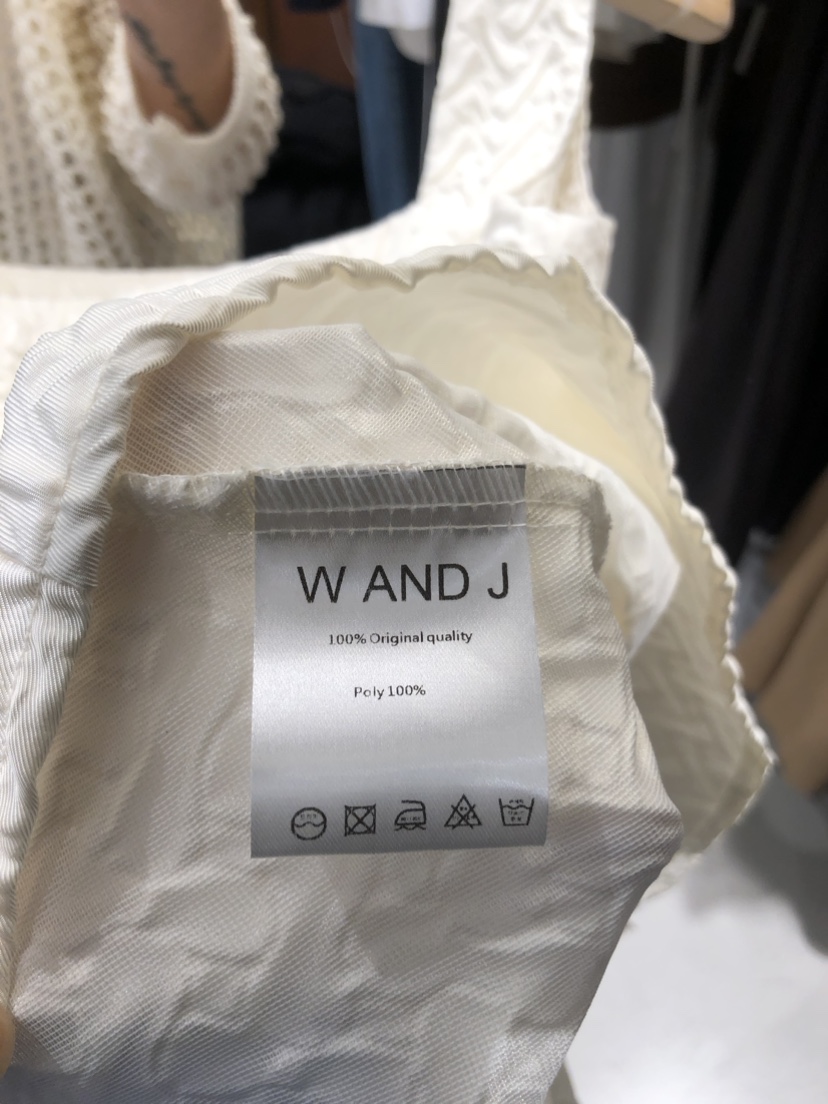 W AND J
100% Original quality
Poly 100%